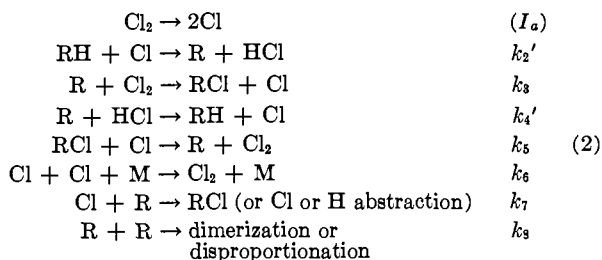 Cl₂ → 2Cl (Iₐ)
RH + Cl → R + HCl k₂′
R + Cl₂ → RCl + Cl k₃
R + HCl → RH + Cl k₄′
RCl + Cl → R + Cl₂ k₅ (2)
Cl + Cl + M → Cl₂ + M k₆
Cl + R → RCl (or Cl or H abstraction) k₇
R + R → dimerization or k₈
disproportionation